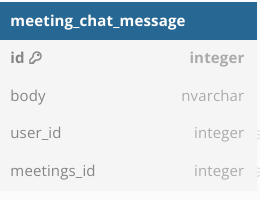 meeting_chat_message
id integer
body nvarchar
user_id integer
meetings_id integer